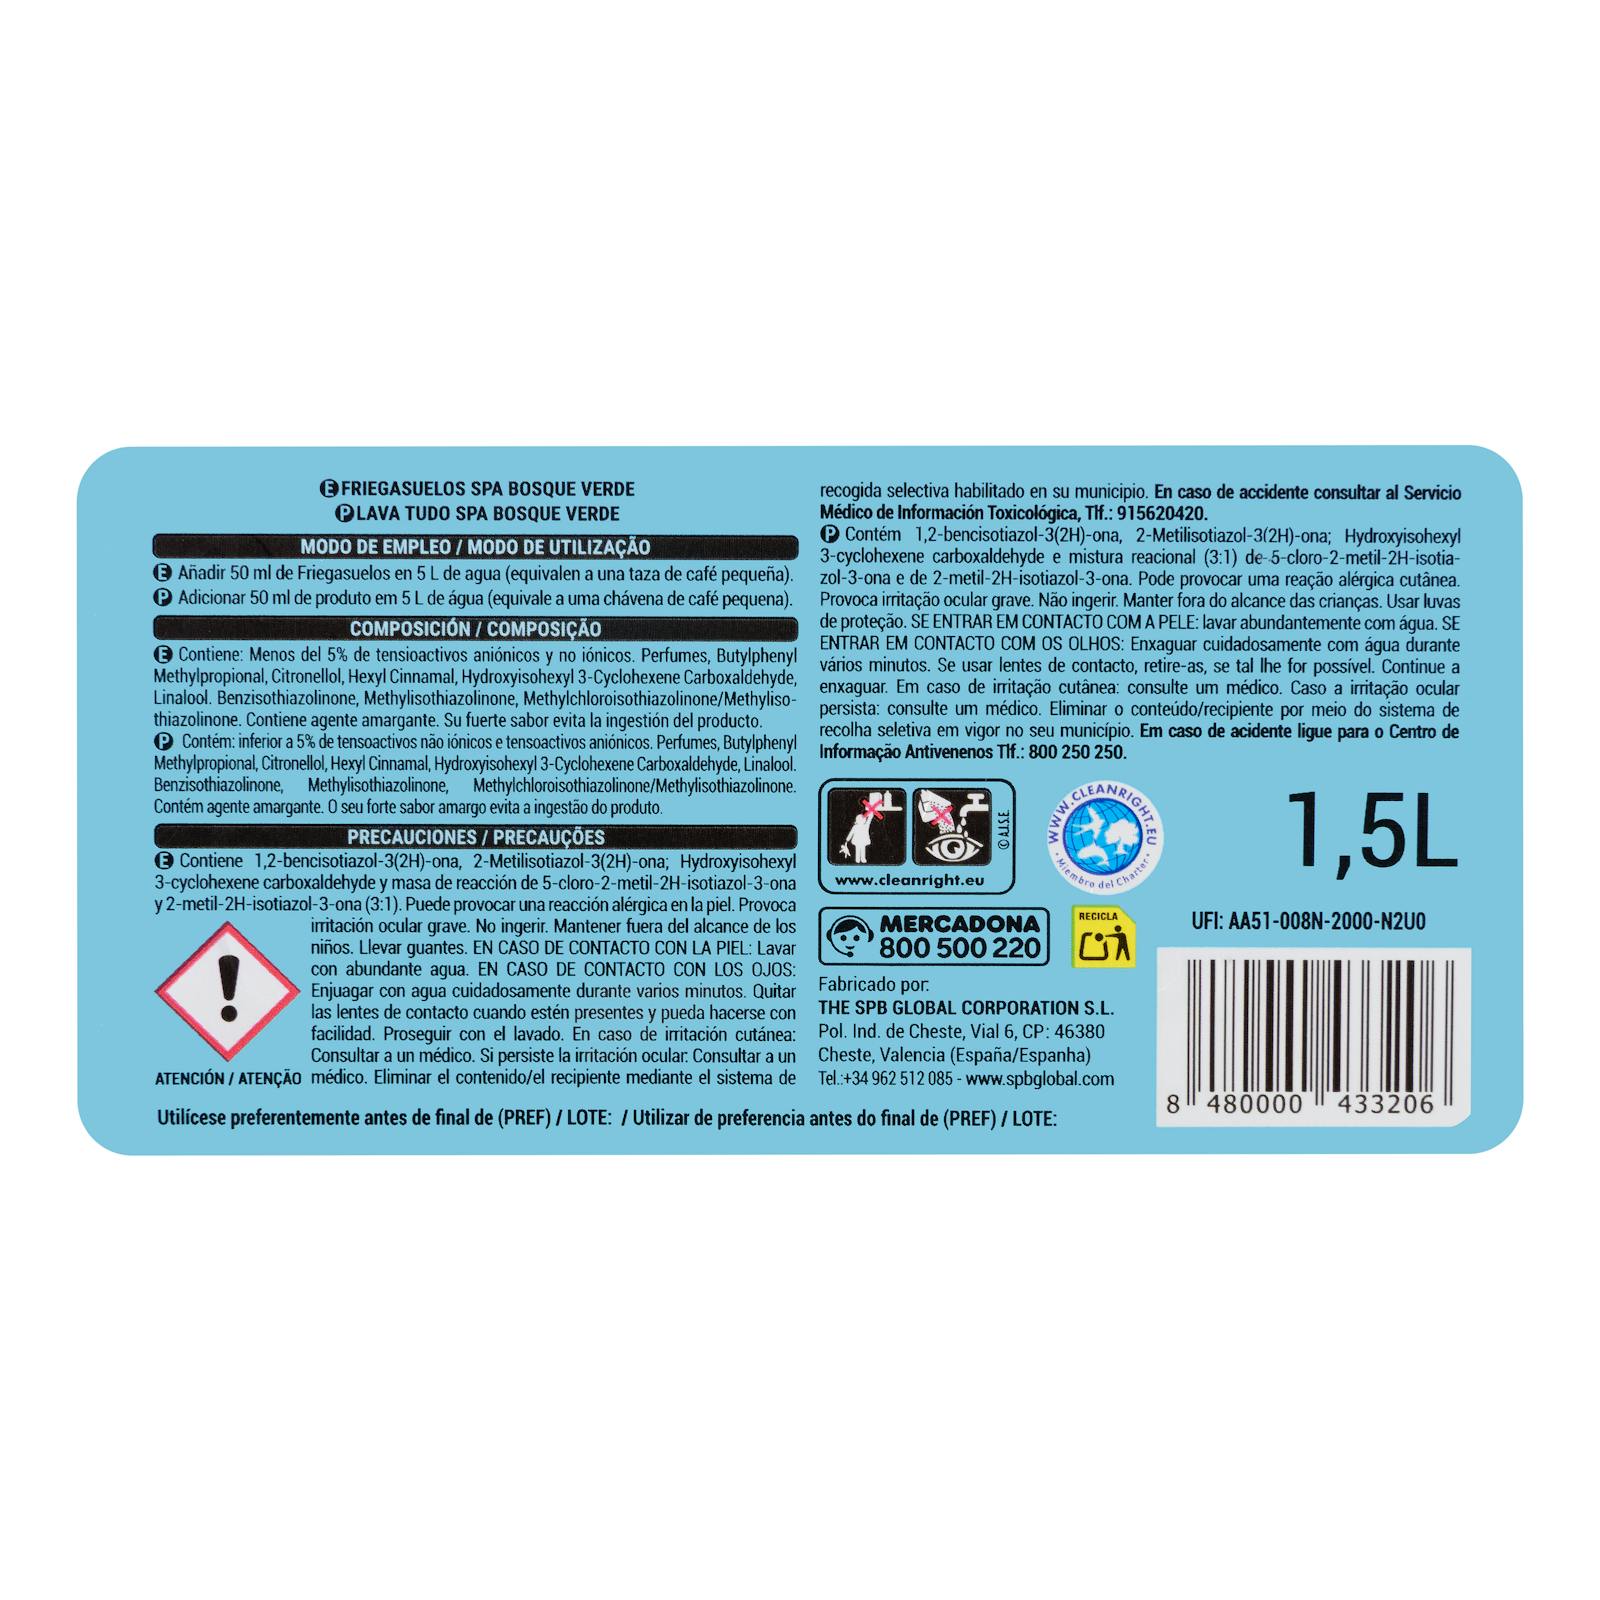 E FRIEGASUELOS SPA BOSQUE VERDE
P LAVA TUDO SPA BOSQUE VERDE
MODO DE EMPLEO / MODO DE UTILIZAÇÃO
E Añadir 50 ml de Friegasuelos en 5 L de agua (equivalen a una taza de café pequeña).
P Adicionar 50 ml de produto em 5 L de água (equivale a uma chávena de café pequena).
COMPOSICIÓN / COMPOSIÇÃO
E Contiene: Menos del 5% de tensioactivos aniónicos y no iónicos. Perfumes, Butylphenyl
Methylpropional, Citronellol, Hexyl Cinnamal, Hydroxyisohexyl 3-Cyclohexene Carboxaldehyde,
Linalool. Benzisothiazolinone, Methylisothiazolinone, Methylchloroisothiazolinone/Methyliso-
thiazolinone. Contiene agente amargante. Su fuerte sabor evita la ingestión del producto.
P Contém: inferior a 5% de tensoactivos não iónicos e tensoactivos aniónicos. Perfumes, Butylphenyl
Methylpropional, Citronellol, Hexyl Cinnamal, Hydroxyisohexyl 3-Cyclohexene Carboxaldehyde, Linalool.
Benzisothiazolinone, Methylisothiazolinone, Methylchloroisothiazolinone/Methylisothiazolinone.
Contém agente amargante. O seu forte sabor amargo evita a ingestão do produto.
PRECAUCIONES / PRECAUÇÕES
E Contiene 1,2-bencisotiazol-3(2H)-ona, 2-Metilisotiazol-3(2H)-ona; Hydroxyisohexyl
3-cyclohexene carboxaldehyde y masa de reacción de 5-cloro-2-metil-2H-isotiazol-3-ona
y 2-metil-2H-isotiazol-3-ona (3:1). Puede provocar una reacción alérgica en la piel. Provoca
irritación ocular grave. No ingerir. Mantener fuera del alcance de los
niños. Llevar guantes. EN CASO DE CONTACTO CON LA PIEL: Lavar
con abundante agua. EN CASO DE CONTACTO CON LOS OJOS:
Enjuagar con agua cuidadosamente durante varios minutos. Quitar
las lentes de contacto cuando estén presentes y pueda hacerse con
facilidad. Proseguir con el lavado. En caso de irritación cutánea:
Consultar a un médico. Si persiste la irritación ocular: Consultar a un
médico. Eliminar el contenido/el recipiente mediante el sistema de
ATENCIÓN / ATENÇÃO
recogida selectiva habilitado en su municipio. En caso de accidente consultar al Servicio
Médico de Información Toxicológica, Tlf.: 915620420.
P Contém 1,2-bencisotiazol-3(2H)-ona, 2-Metilisotiazol-3(2H)-ona; Hydroxyisohexyl
3-cyclohexene carboxaldehyde e mistura reacional (3:1) de 5-cloro-2-metil-2H-isotia-
zol-3-ona e de 2-metil-2H-isotiazol-3-ona. Pode provocar uma reação alérgica cutânea.
Provoca irritação ocular grave. Não ingerir. Manter fora do alcance das crianças. Usar luvas
de proteção. SE ENTRAR EM CONTACTO COM A PELE: lavar abundantemente com água. SE
ENTRAR EM CONTACTO COM OS OLHOS: Enxaguar cuidadosamente com água durante
vários minutos. Se usar lentes de contacto, retire-as, se tal lhe for possível. Continue a
enxaguar. Em caso de irritação cutânea: consulte um médico. Caso a irritação ocular
persista: consulte um médico. Eliminar o conteúdo/recipiente por meio do sistema de
recolha seletiva em vigor no seu município. Em caso de acidente ligue para o Centro de
Informação Antivenenos Tlf.: 800 250 250.
© A.I.S.E.
www.cleanright.eu
WWW.CLEANRIGHT.EU
Miembro del Charter
1,5L
MERCADONA
800 500 220
RECICLA
Fabricado por:
THE SPB GLOBAL CORPORATION S.L.
Pol. Ind. de Cheste, Vial 6, CP: 46380
Cheste, Valencia (España/Espanha)
Tel.:+34 962 512 085 - www.spbglobal.com
UFI: AA51-008N-2000-N2U0
8 480000 433206
Utilícese preferentemente antes de final de (PREF) / LOTE: / Utilizar de preferencia antes do final de (PREF) / LOTE: